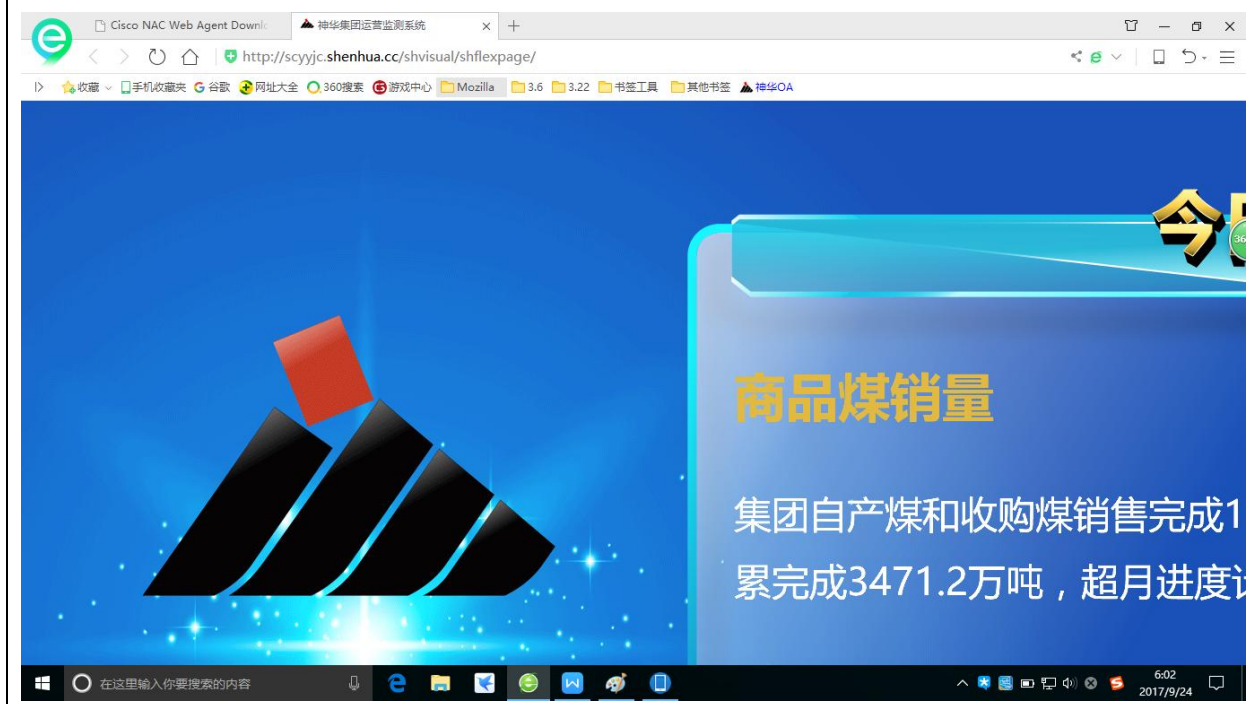 Cisco NAC Web Agent Downlo
神华集团运营监测系统
http://scyyjc.shenhua.cc/shvisual/shflexpage/
收藏 手机收藏夹 谷歌 网址大全 360搜索 游戏中心 Mozilla 3.6 3.22 书签工具 其他书签 神华OA
今
36
商品煤销量
集团自产煤和收购煤销售完成1
累完成3471.2万吨，超月进度
在这里输入你要搜索的内容
6:02
2017/9/24